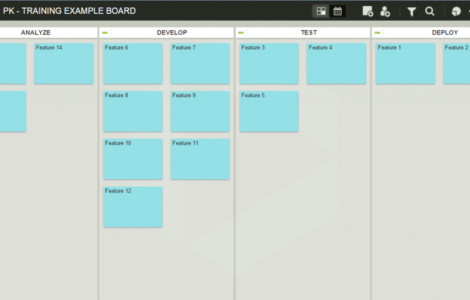 PK - TRAINING EXAMPLE BOARD
ANALYZE
DEVELOP
TEST
DEPLOY
Feature 14
Feature 6
Feature 7
Feature 3
Feature 4
Feature 1
Feature 2
Feature 8
Feature 9
Feature 5
Feature 10
Feature 11
Feature 12